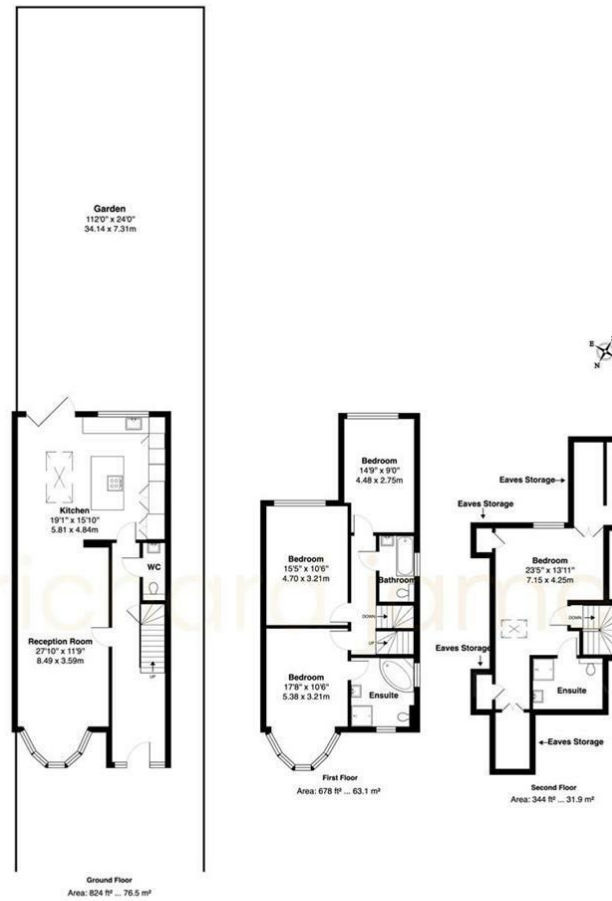 Garden
112'0" x 24'0"
34.14 x 7.31m
Kitchen
19'1" x 15'10"
5.81 x 4.84m
WC
Reception Room
27'10" x 11'9"
8.49 x 3.59m
UP
Ground Floor
Area: 824 ft² ... 76.5 m²
Bedroom
14'9" x 9'0"
4.48 x 2.75m
Bedroom
15'5" x 10'6"
4.70 x 3.21m
Bathroom
DOWN
UP
Bedroom
17'8" x 10'6"
5.38 x 3.21m
Ensuite
First Floor
Area: 678 ft² ... 63.1 m²
E
N
Eaves Storage
Eaves Storage
Bedroom
23'5" x 13'11"
7.15 x 4.25m
DOWN
Eaves Storage
Ensuite
Eaves Storage
Second Floor
Area: 344 ft² ... 31.9 m²
richard jame